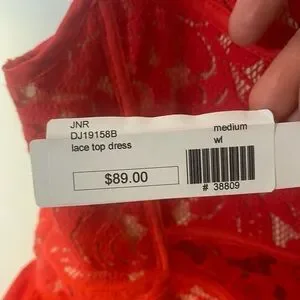 JNR
DJ19158B
lace top dress
medium
wl
$89.00
# 38809